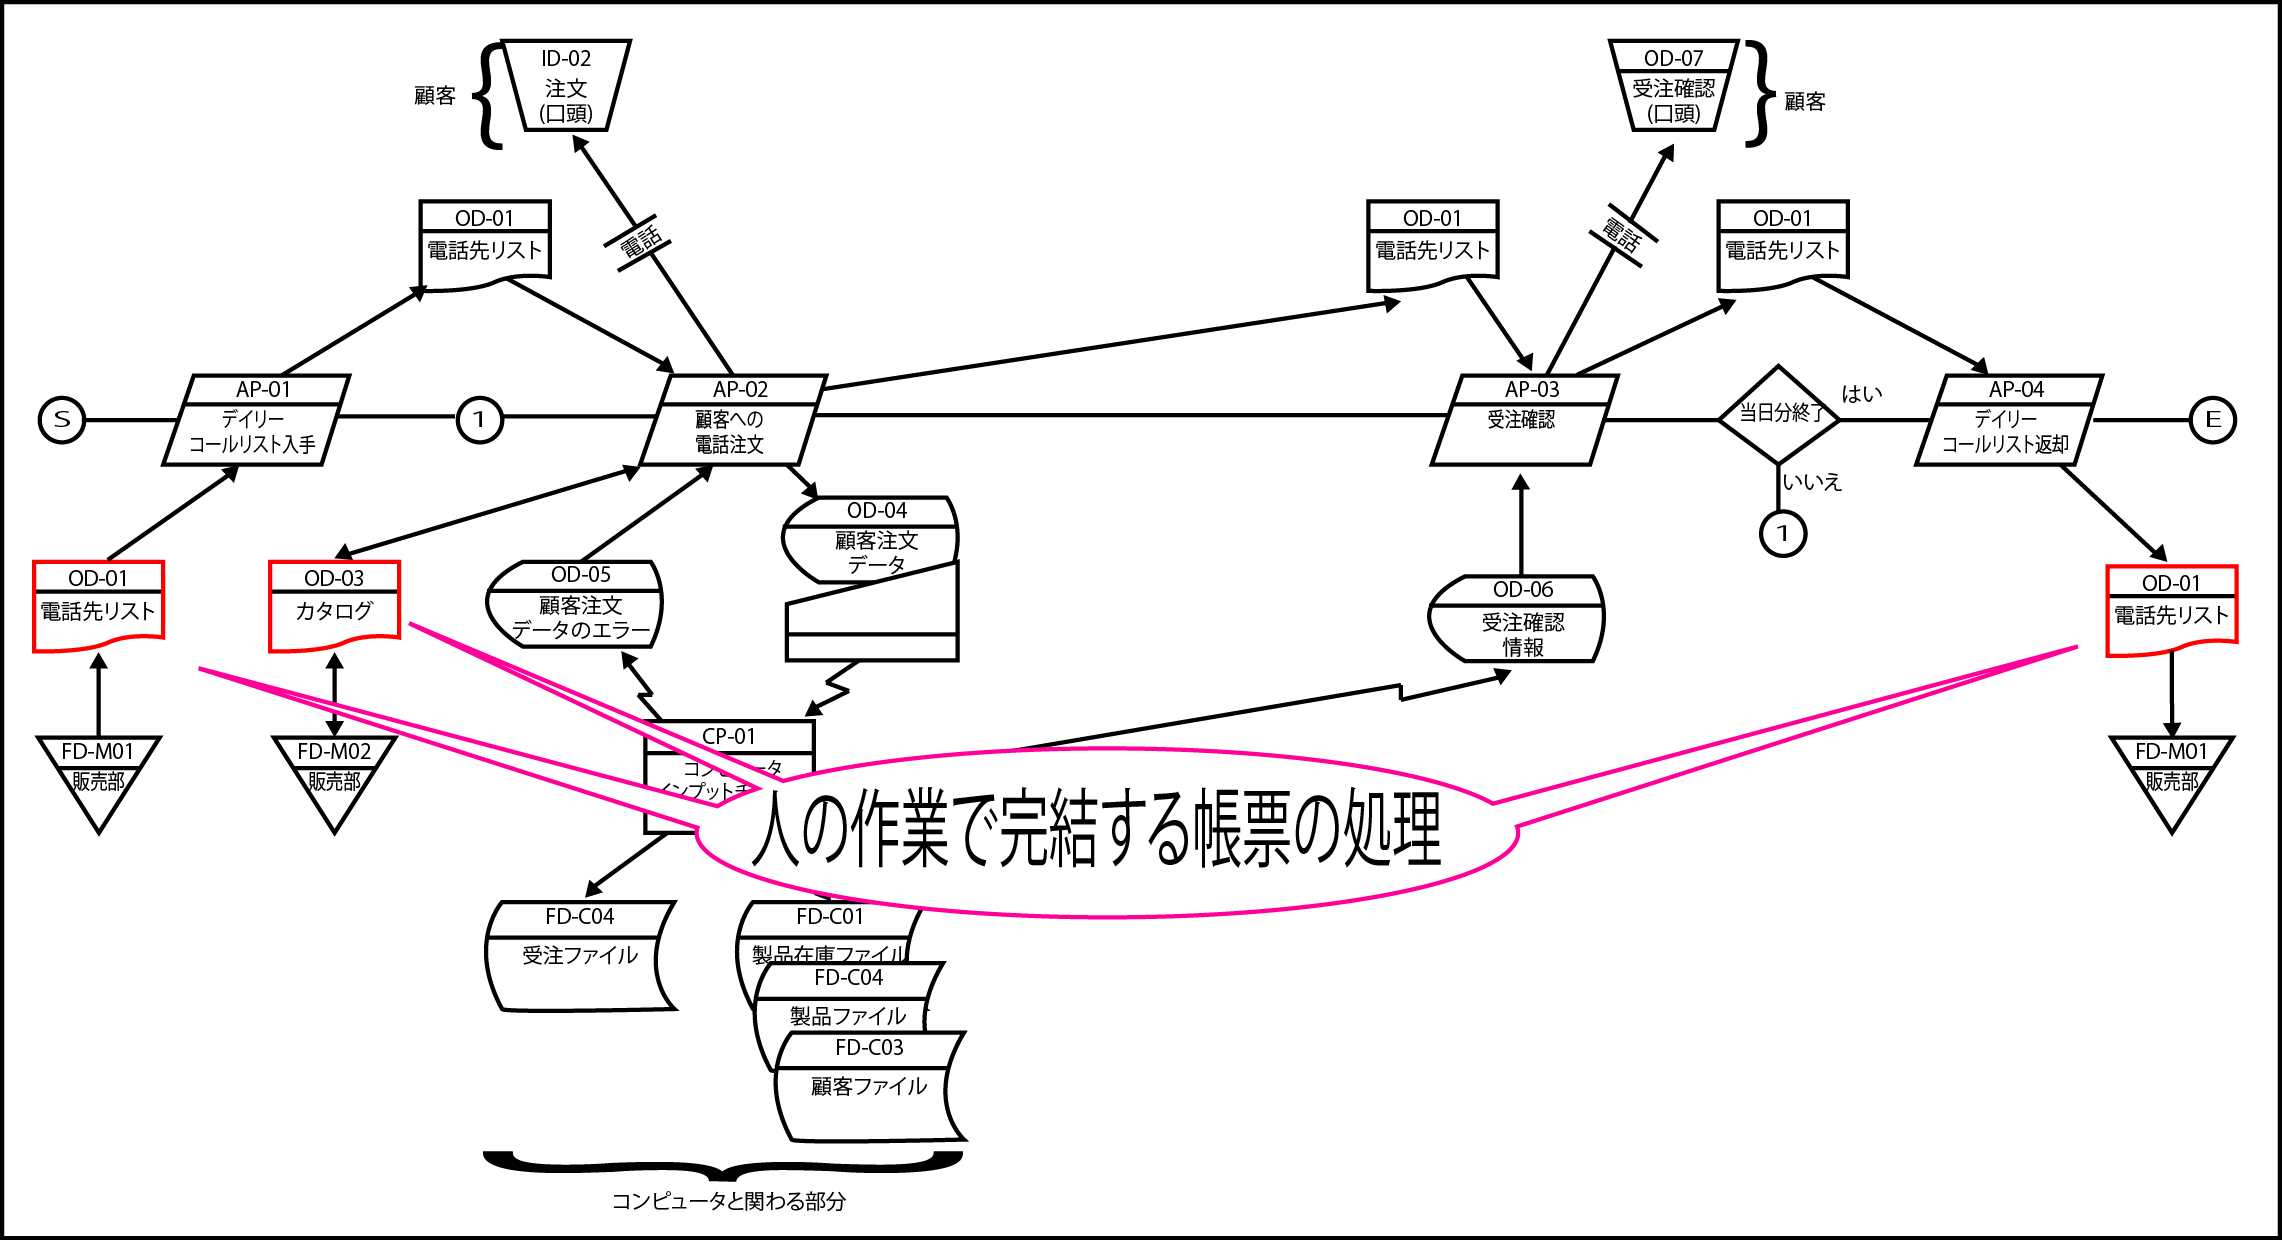 ID-02
注文
(口頭)
顧客
OD-07
受注確認
(口頭)
顧客
OD-01
電話先リスト
電話
OD-01
電話先リスト
電話
OD-01
電話先リスト
S
AP-01
デイリー
コールリスト入手
1
AP-02
顧客への
電話注文
AP-03
受注確認
当日分終了
はい
いいえ
1
AP-04
デイリー
コールリスト返却
E
OD-01
電話先リスト
OD-03
カタログ
OD-05
顧客注文
データのエラー
OD-04
顧客注文
データ
OD-06
受注確認
情報
OD-01
電話先リスト
FD-M01
販売部
FD-M02
販売部
CP-01
FD-M01
販売部
人の作業で完結する帳票の処理
FD-C04
受注ファイル
FD-C01
製品在庫ファイル
FD-C04
製品ファイル
FD-C03
顧客ファイル
コンピュータと関わる部分